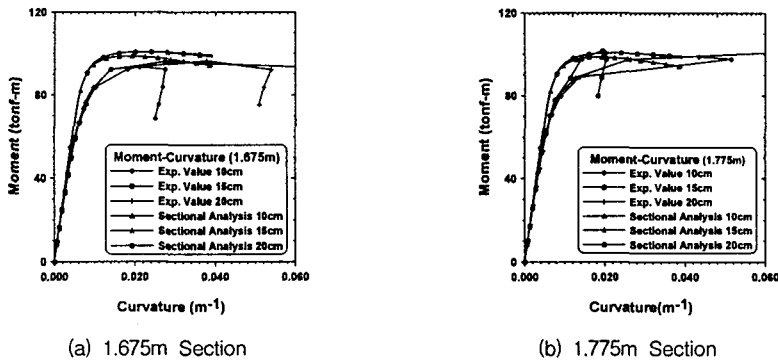 120
80
40
0
Moment (tonf-m)
Moment-Curvature (1.675m)
Exp. Value 10cm
Exp. Value 15cm
Exp. Value 20cm
Sectional Analysis 10cm
Sectional Analysis 15cm
Sectional Analysis 20cm
0.000 0.020 0.040 0.060
Curvature (m-1)
(a) 1.675m Section
120
80
40
0
Moment (tonf-m)
Moment-Curvature (1.775m)
Exp. Value 10cm
Exp. Value 15cm
Exp. Value 20cm
Sectional Analysis 10cm
Sectional Analysis 15cm
Sectional Analysis 20cm
0.000 0.020 0.040 0.060
Curvature(m-1)
(b) 1.775m Section